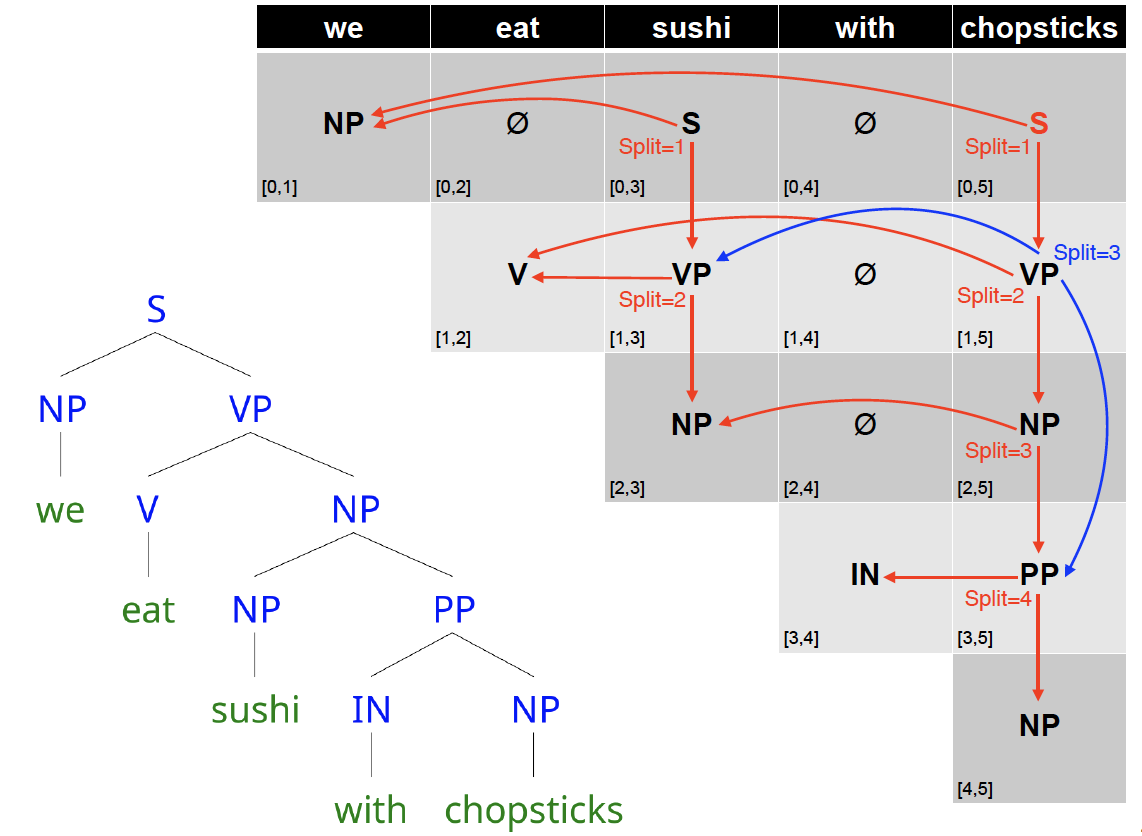 we eat sushi with chopsticks
NP Ø S Ø S
Split=1 Split=1
[0,1] [0,2] [0,3] [0,4] [0,5]
Split=3
V VP Ø VP
Split=2 Split=2
[1,2] [1,3] [1,4] [1,5]
NP Ø NP
Split=3
[2,3] [2,4] [2,5]
IN PP
Split=4
[3,4] [3,5]
NP
[4,5]
S
NP VP
we V NP
eat NP PP
sushi IN NP
with chopsticks